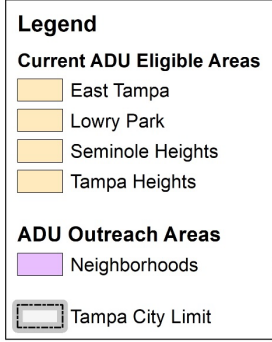 Legend
Current ADU Eligible Areas
East Tampa
Lowry Park
Seminole Heights
Tampa Heights
ADU Outreach Areas
Neighborhoods
Tampa City Limit